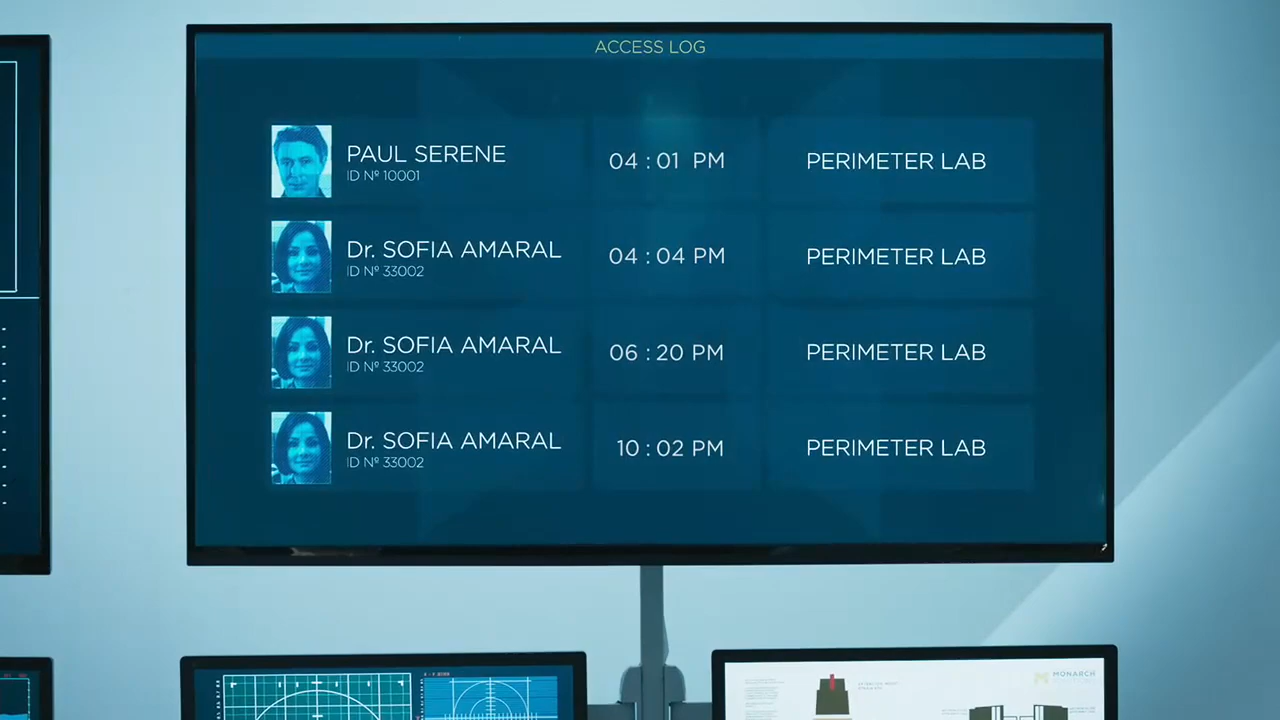 ACCESS LOG
PAUL SERENE
ID Nº 10001
04 : 01 PM
PERIMETER LAB
Dr. SOFIA AMARAL
ID Nº 33002
04 : 04 PM
PERIMETER LAB
Dr. SOFIA AMARAL
ID Nº 33002
06 : 20 PM
PERIMETER LAB
Dr. SOFIA AMARAL
ID Nº 33002
10 : 02 PM
PERIMETER LAB
MONARCH